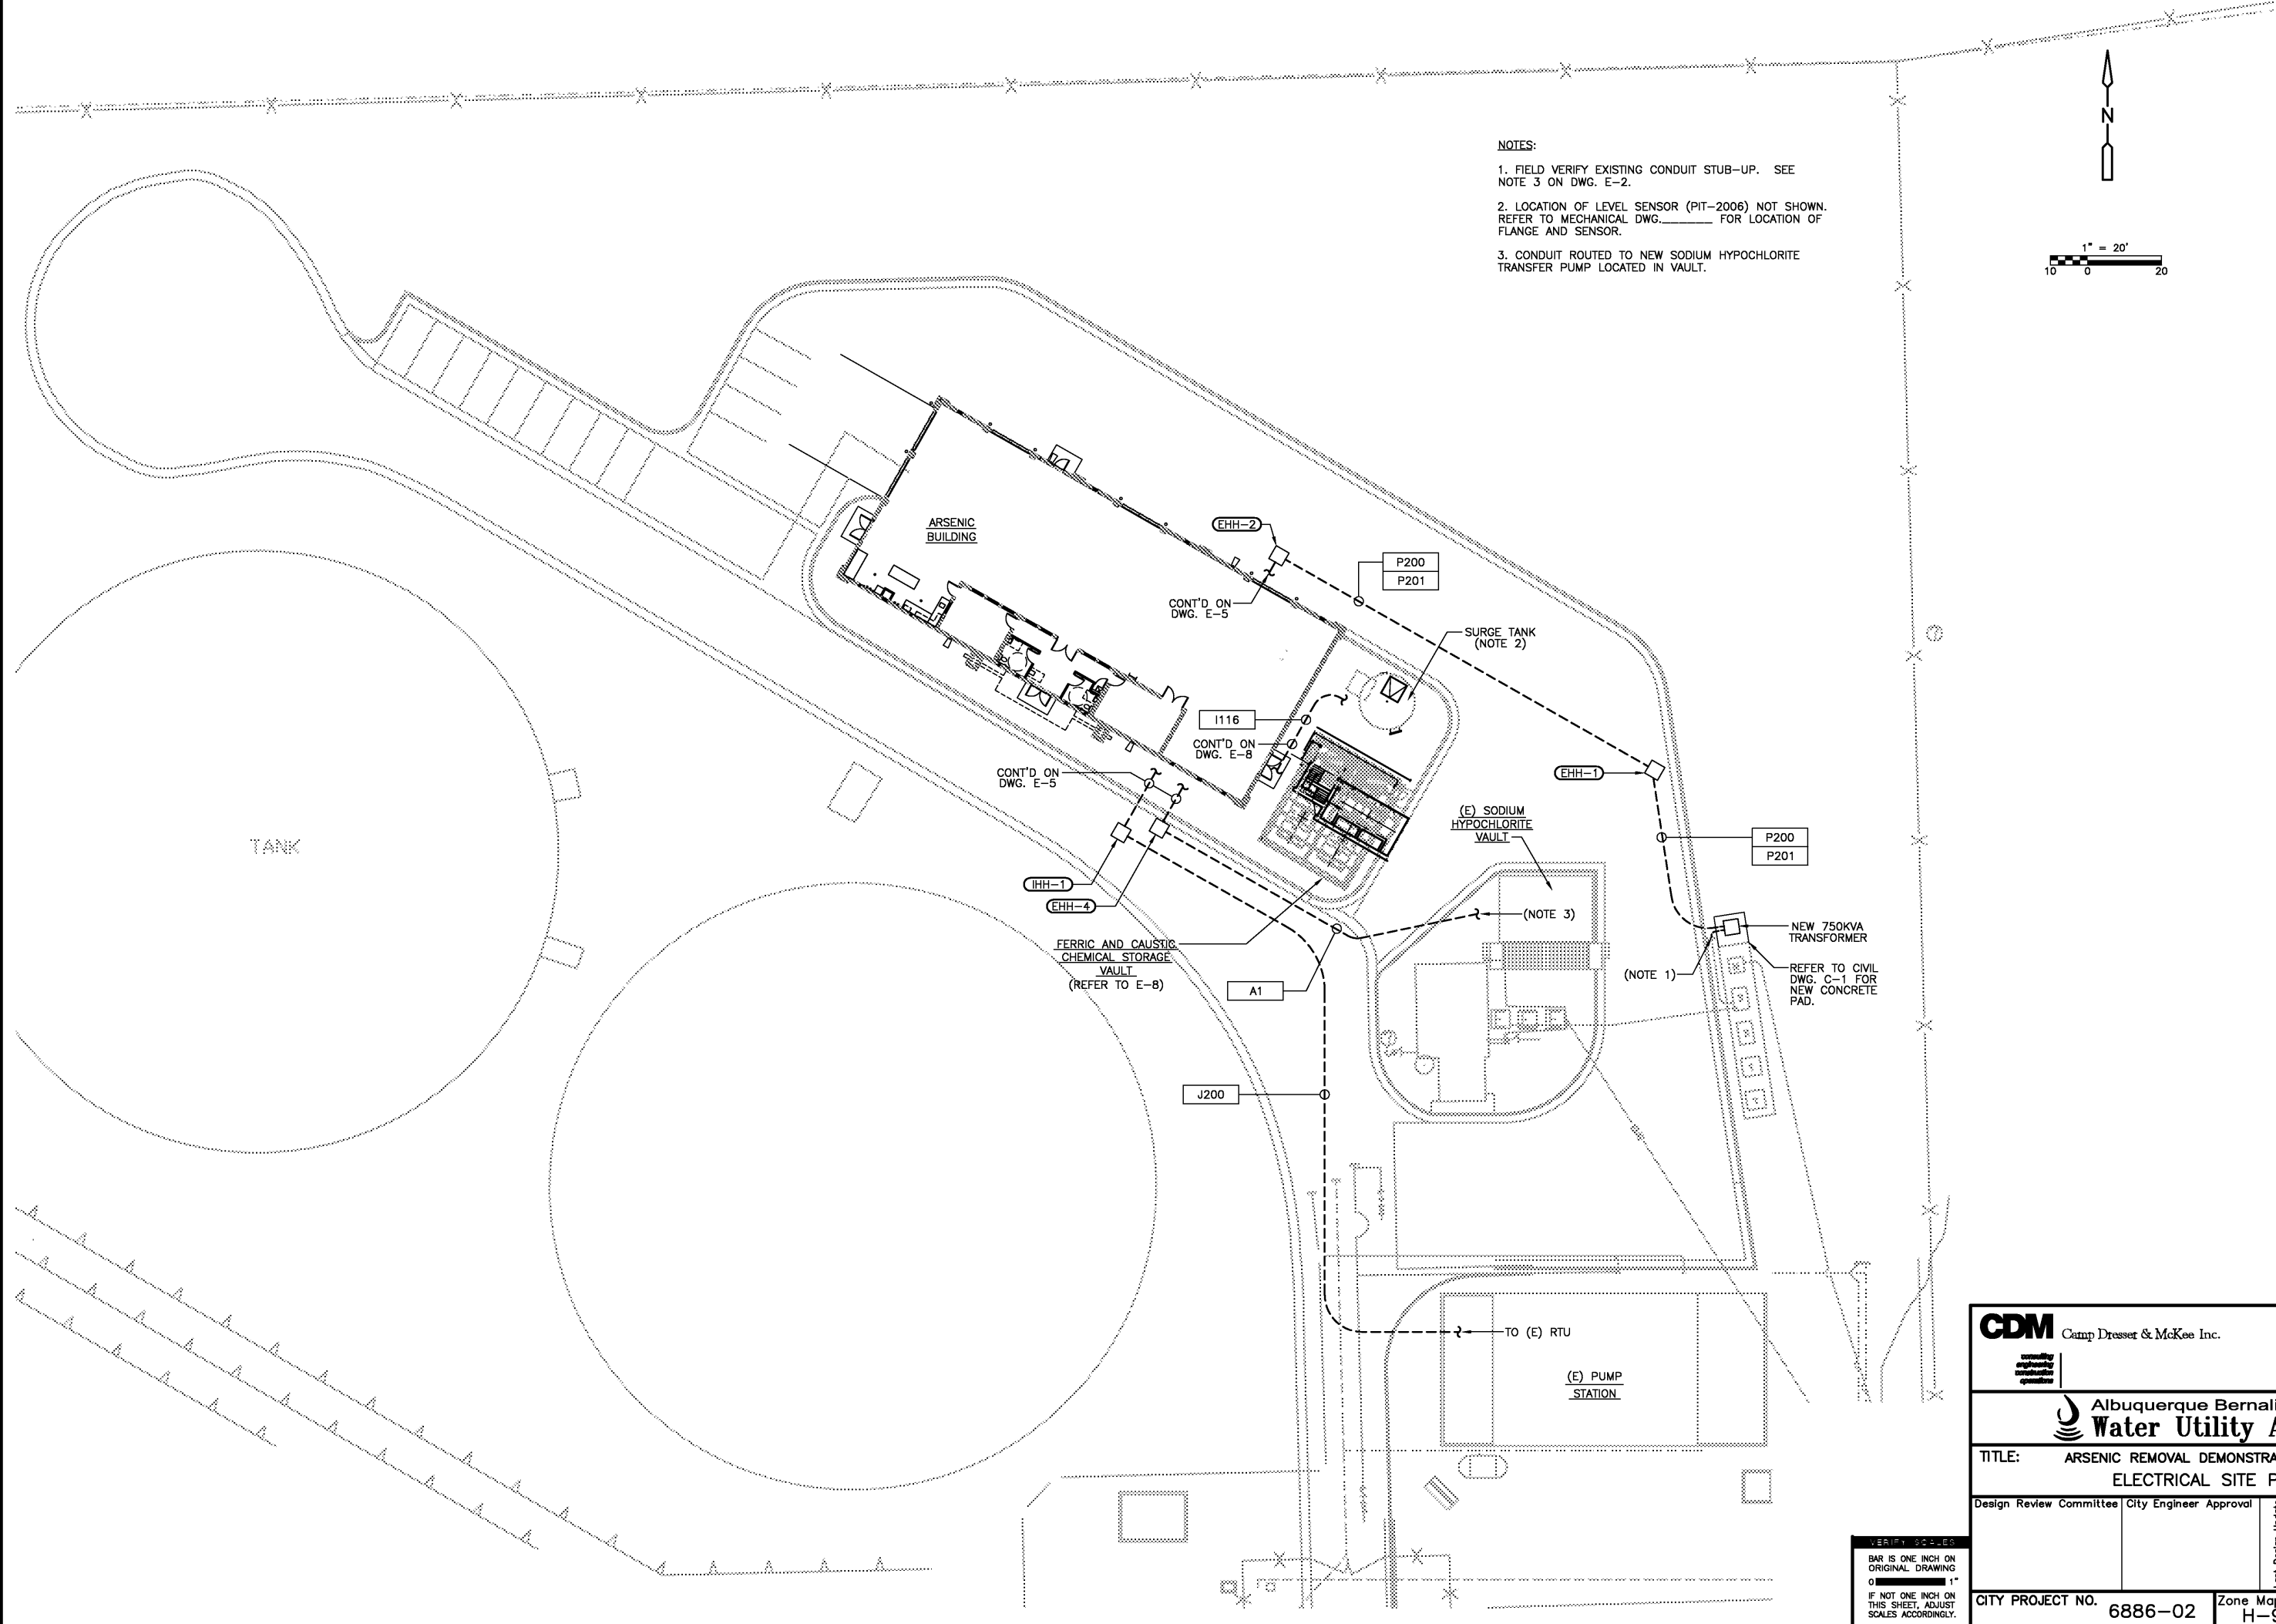 N
NOTES:
1. FIELD VERIFY EXISTING CONDUIT STUB-UP. SEE
NOTE 3 ON DWG. E-2.
2. LOCATION OF LEVEL SENSOR (PIT-2006) NOT SHOWN.
REFER TO MECHANICAL DWG.______ FOR LOCATION OF
FLANGE AND SENSOR.
3. CONDUIT ROUTED TO NEW SODIUM HYPOCHLORITE
TRANSFER PUMP LOCATED IN VAULT.
1" = 20'
10 0 20
ARSENIC
BUILDING
EHH-2
P200
P201
CONT'D ON
DWG. E-5
SURGE TANK
(NOTE 2)
I116
CONT'D ON
DWG. E-8
CONT'D ON
DWG. E-5
EHH-1
(E) SODIUM
HYPOCHLORITE
VAULT
P200
P201
TANK
IHH-1
EHH-4
(NOTE 3)
NEW 750KVA
TRANSFORMER
FERRIC AND CAUSTIC
CHEMICAL STORAGE
VAULT
(REFER TO E-8)
(NOTE 1)
REFER TO CIVIL
DWG. C-1 FOR
NEW CONCRETE
PAD.
A1
J200
TO (E) RTU
(E) PUMP
STATION
CDM Camp Dresser & McKee Inc.
consulting
engineering
construction
operations
Albuquerque Bernali
Water Utility A
TITLE: ARSENIC REMOVAL DEMONSTRA
ELECTRICAL SITE P
Design Review Committee City Engineer Approval
VERIFY SCALES
BAR IS ONE INCH ON
ORIGINAL DRAWING
0 1"
IF NOT ONE INCH ON
THIS SHEET, ADJUST
SCALES ACCORDINGLY.
CITY PROJECT NO. 6886-02
Zone Map